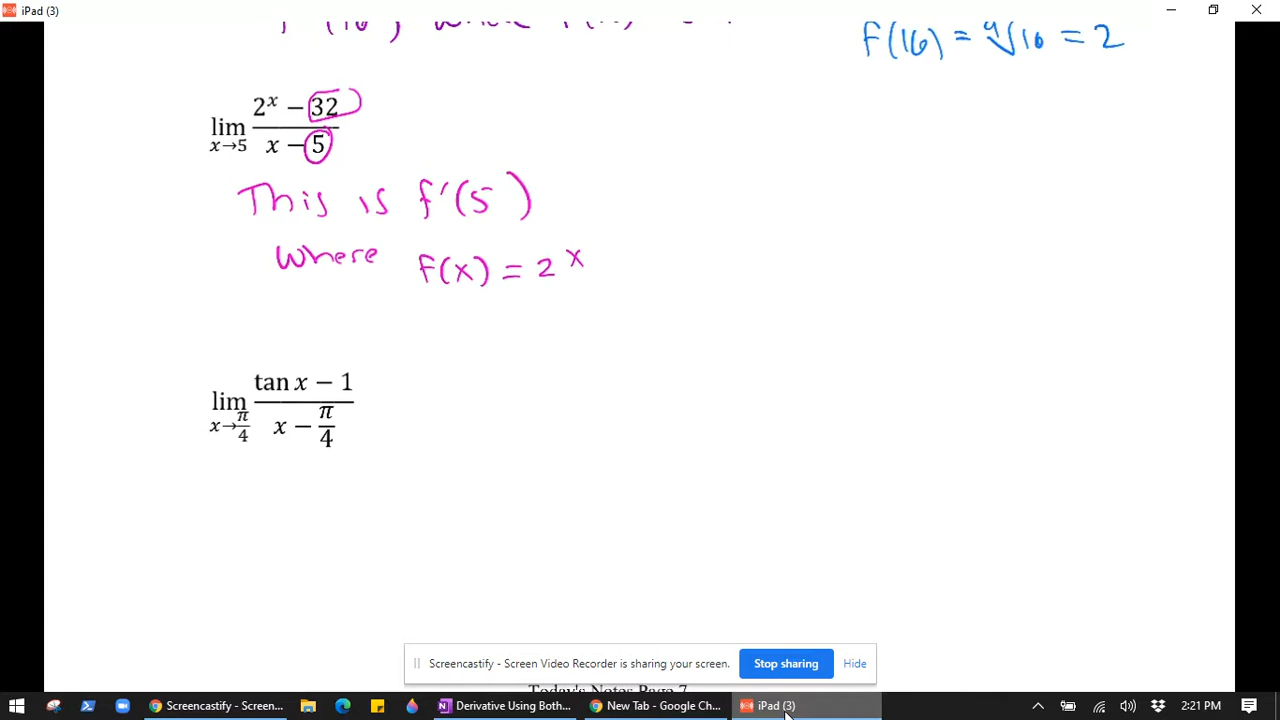 iPad (3)
F(16) = ∜16 = 2
lim x→5 (2^x − 32)/(x − 5)
This is f'(5)
Where F(x) = 2^x
lim x→π/4 (tan x − 1)/(x − π/4)
Screencastify - Screen Video Recorder is sharing your screen. Stop sharing Hide
Screencastify - Screen... Derivative Using Both... New Tab - Google Ch... iPad (3) 2:21 PM